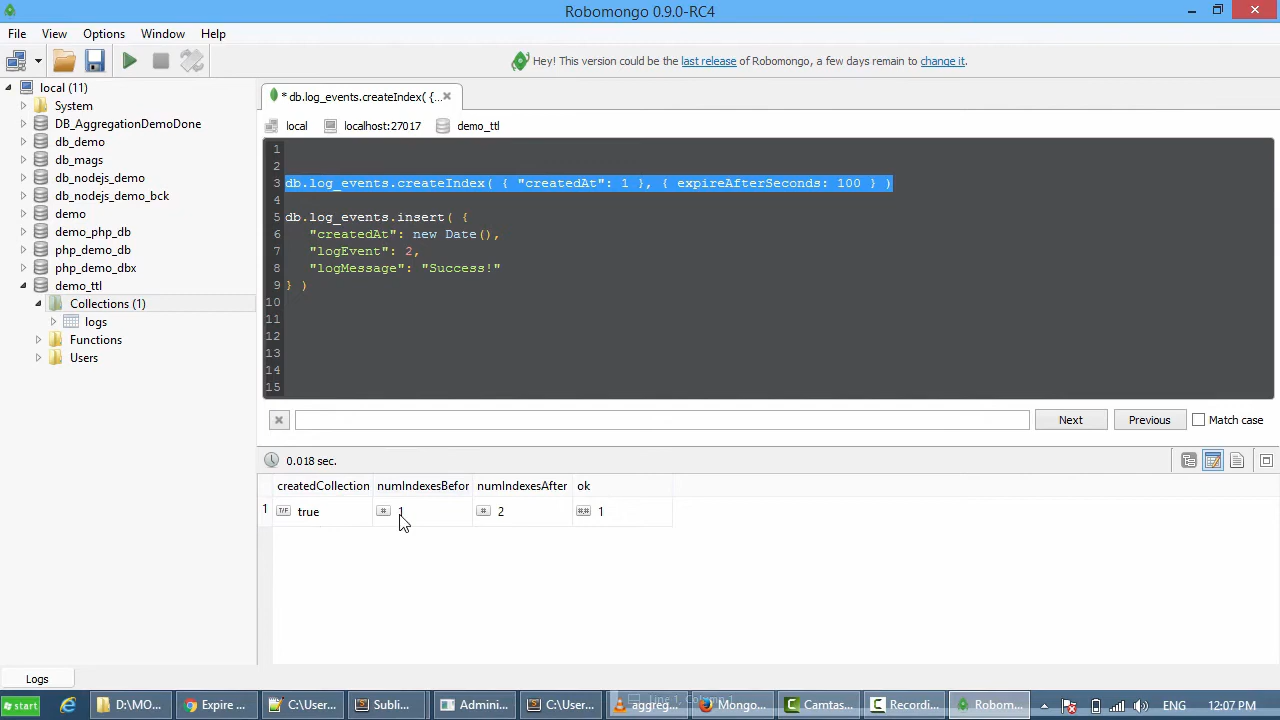 Robomongo 0.9.0-RC4
File View Options Window Help
Hey! This version could be the last release of Robomongo, a few days remain to change it.
local (11)
System
DB_AggregationDemoDone
db_demo
db_mags
db_nodejs_demo
db_nodejs_demo_bck
demo
demo_php_db
php_demo_db
php_demo_dbx
demo_ttl
Collections (1)
logs
Functions
Users
Logs
* db.log_events.createIndex( {...
local localhost:27017 demo_ttl
1
2
3 db.log_events.createIndex( { "createdAt": 1 }, { expireAfterSeconds: 100 } )
4
5 db.log_events.insert( {
6 "createdAt": new Date(),
7 "logEvent": 2,
8 "logMessage": "Success!"
9 } )
10
11
12
13
14
15
Next Previous Match case
0.018 sec.
createdCollection numIndexesBefor numIndexesAfter ok
1 T/F true # 1 # 2 #.# 1
Line 1, Column 1
start D:\MO... Expire ... C:\User... Subli... Admini... C:\User... aggreg... Mongo... Camtas... Recordi... Robom... ENG 12:07 PM